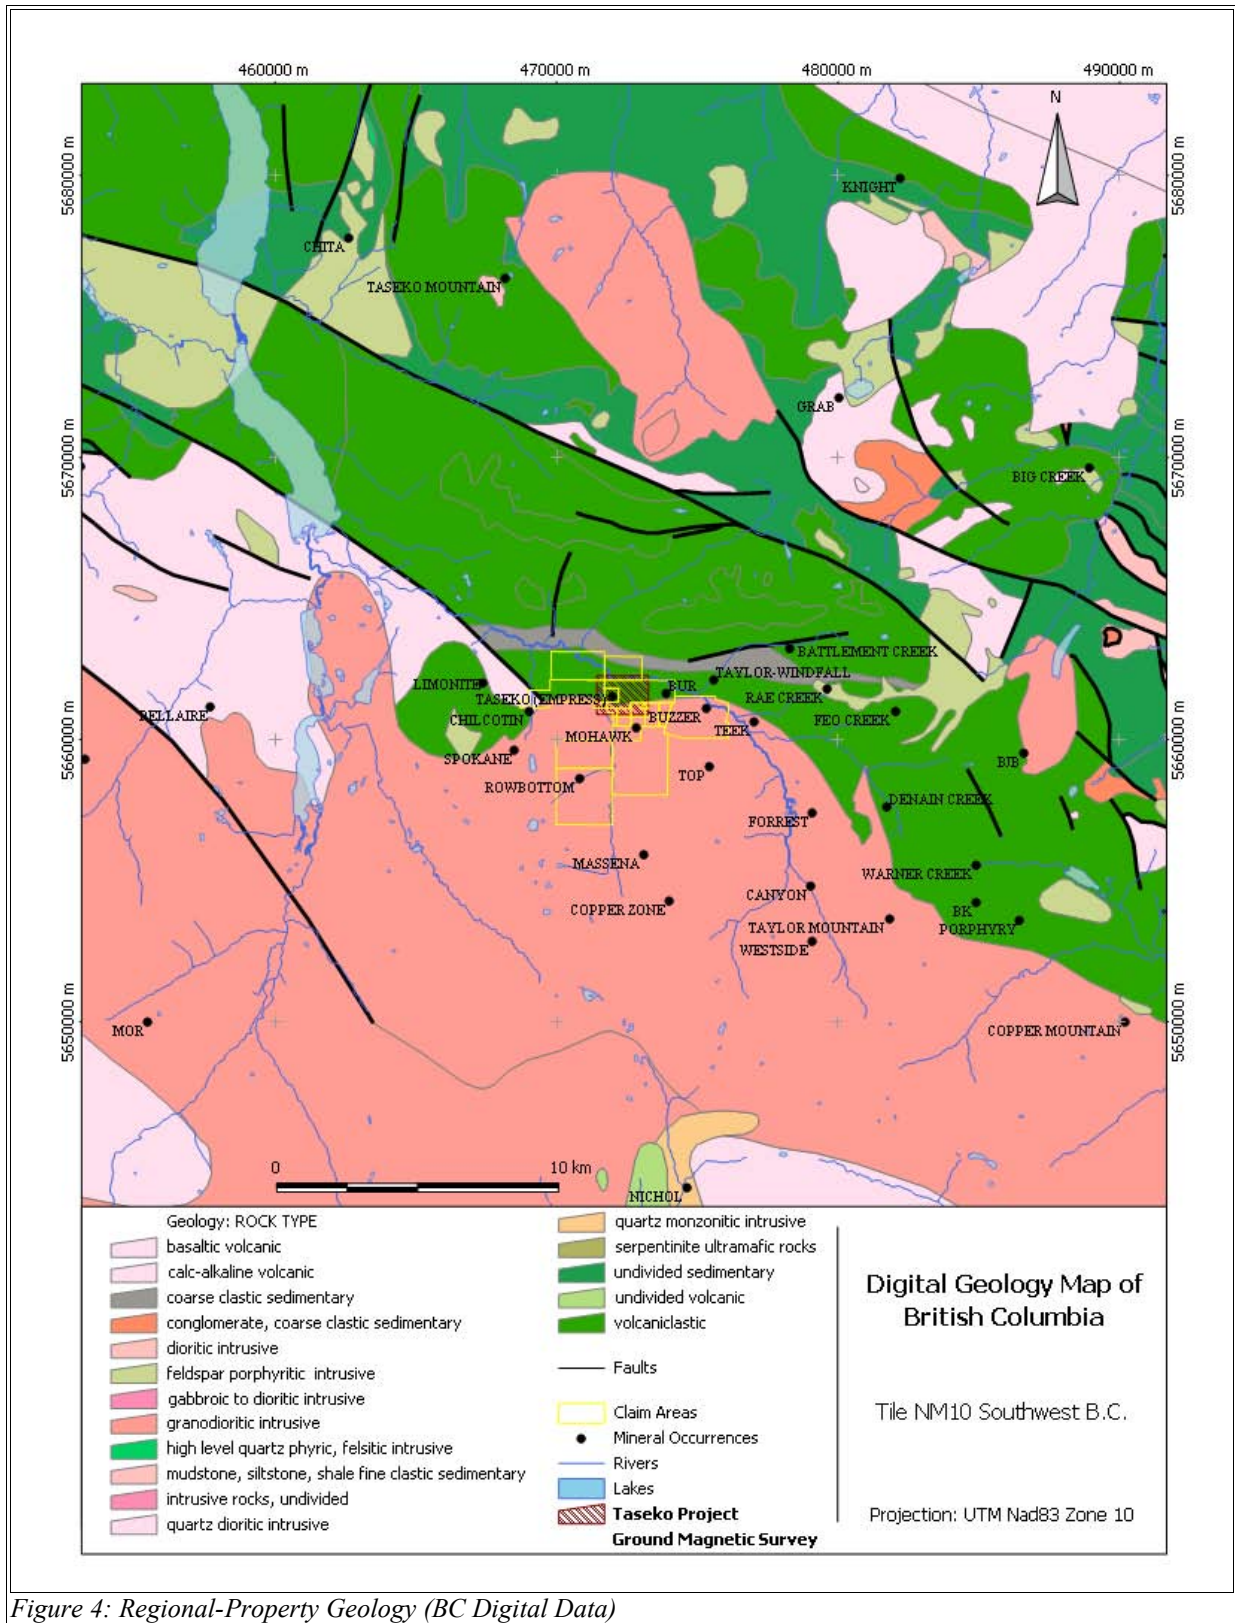 460000 m
470000 m
480000 m
490000 m
N
5680000 m
5680000 m
KNIGHT
CHITA
TASEKO MOUNTAIN
GRAB
5670000 m
5670000 m
BIG CREEK
BATTLEMENT CREEK
TAYLOR-WINDFALL
LIMONITE
BUR
RAE CREEK
TASEKO (EMPRESS)
BELLAIRE
CHILCOTIN
BUZZER
FEO CREEK
TEEK
MOHAWK
5660000 m
5660000 m
SPOKANE
BJB
TOP
ROWBOTTOM
DENAIN CREEK
FORREST
MASSENA
WARNER CREEK
CANYON
COPPER ZONE
BK
TAYLOR MOUNTAIN
PORPHYRY
WESTSIDE
5650000 m
5650000 m
MOR
COPPER MOUNTAIN
0
10 km
NICHOL
Geology: ROCK TYPE
basaltic volcanic
calc-alkaline volcanic
coarse clastic sedimentary
conglomerate, coarse clastic sedimentary
dioritic intrusive
feldspar porphyritic intrusive
gabbroic to dioritic intrusive
granodioritic intrusive
high level quartz phyric, felsitic intrusive
mudstone, siltstone, shale fine clastic sedimentary
intrusive rocks, undivided
quartz dioritic intrusive
quartz monzonitic intrusive
serpentinite ultramafic rocks
undivided sedimentary
undivided volcanic
volcaniclastic
Faults
Claim Areas
Mineral Occurrences
Rivers
Lakes
Taseko Project
Ground Magnetic Survey
Digital Geology Map of
British Columbia
Tile NM10 Southwest B.C.
Projection: UTM Nad83 Zone 10
Figure 4: Regional-Property Geology (BC Digital Data)